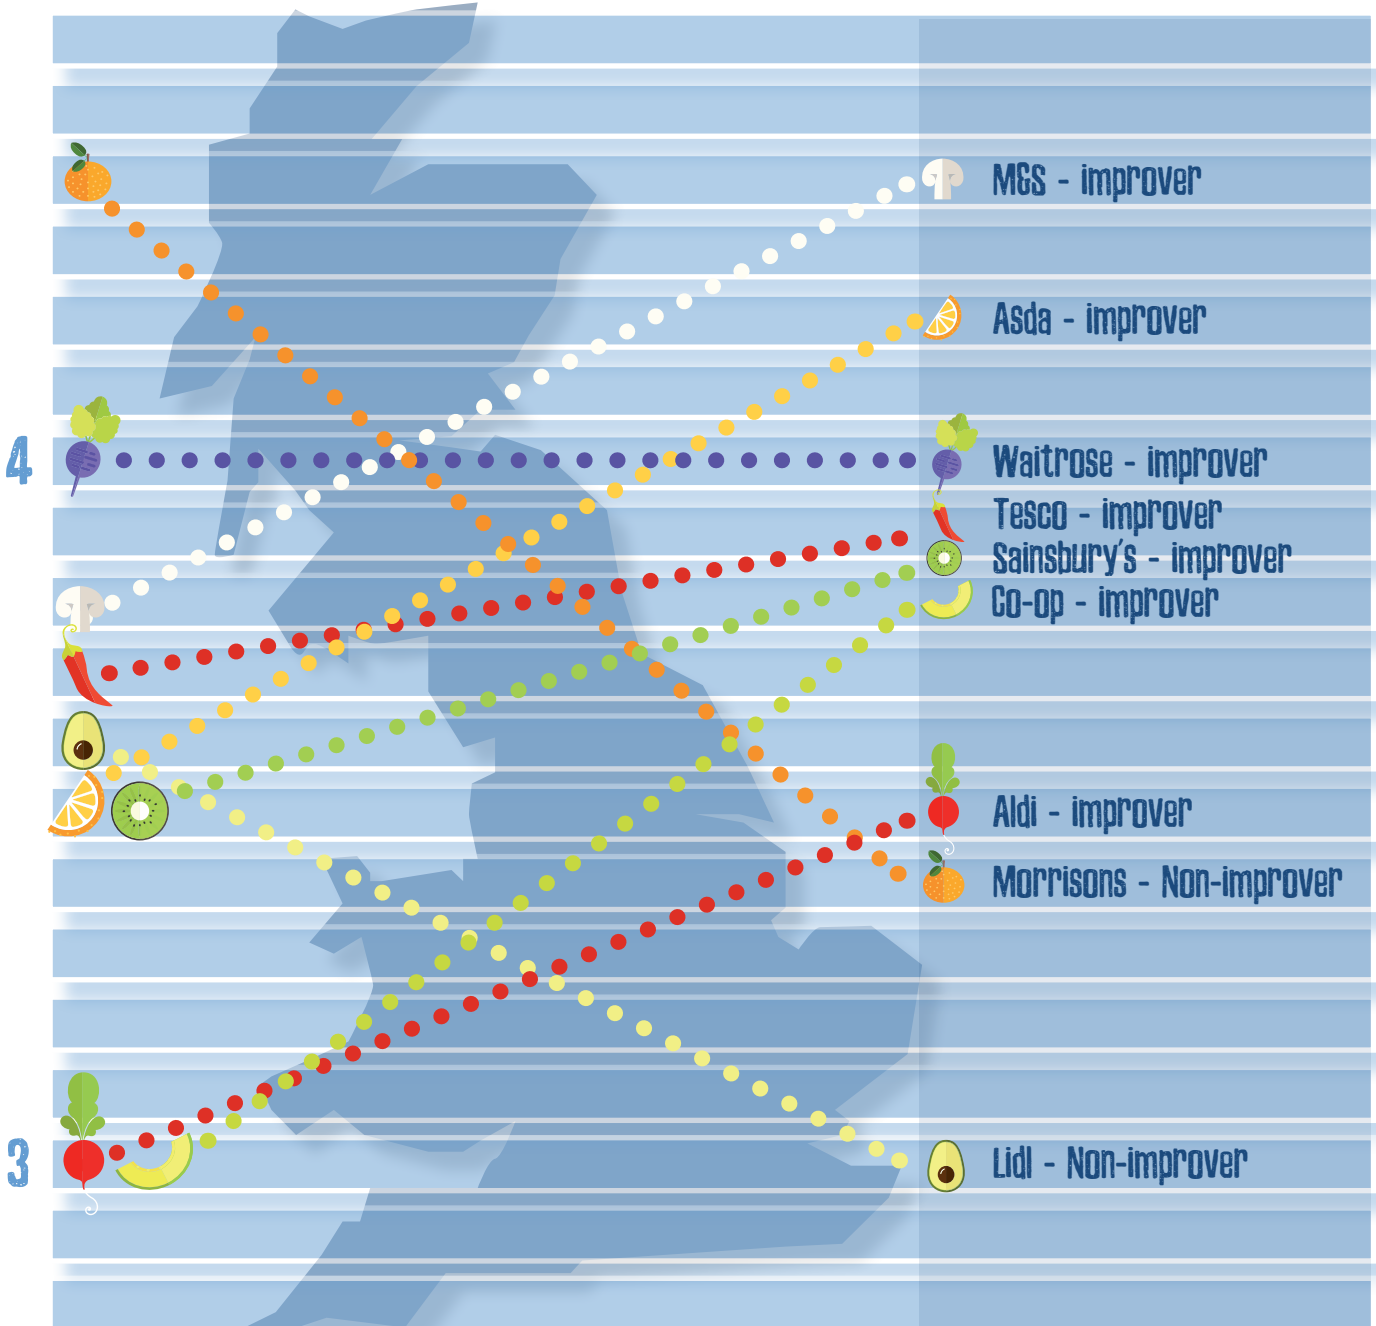 M&S - improver
Asda - improver
4
Waitrose - improver
Tesco - improver
Sainsbury's - improver
Co-op - improver
Aldi - improver
Morrisons - Non-improver
3
Lidl - Non-improver